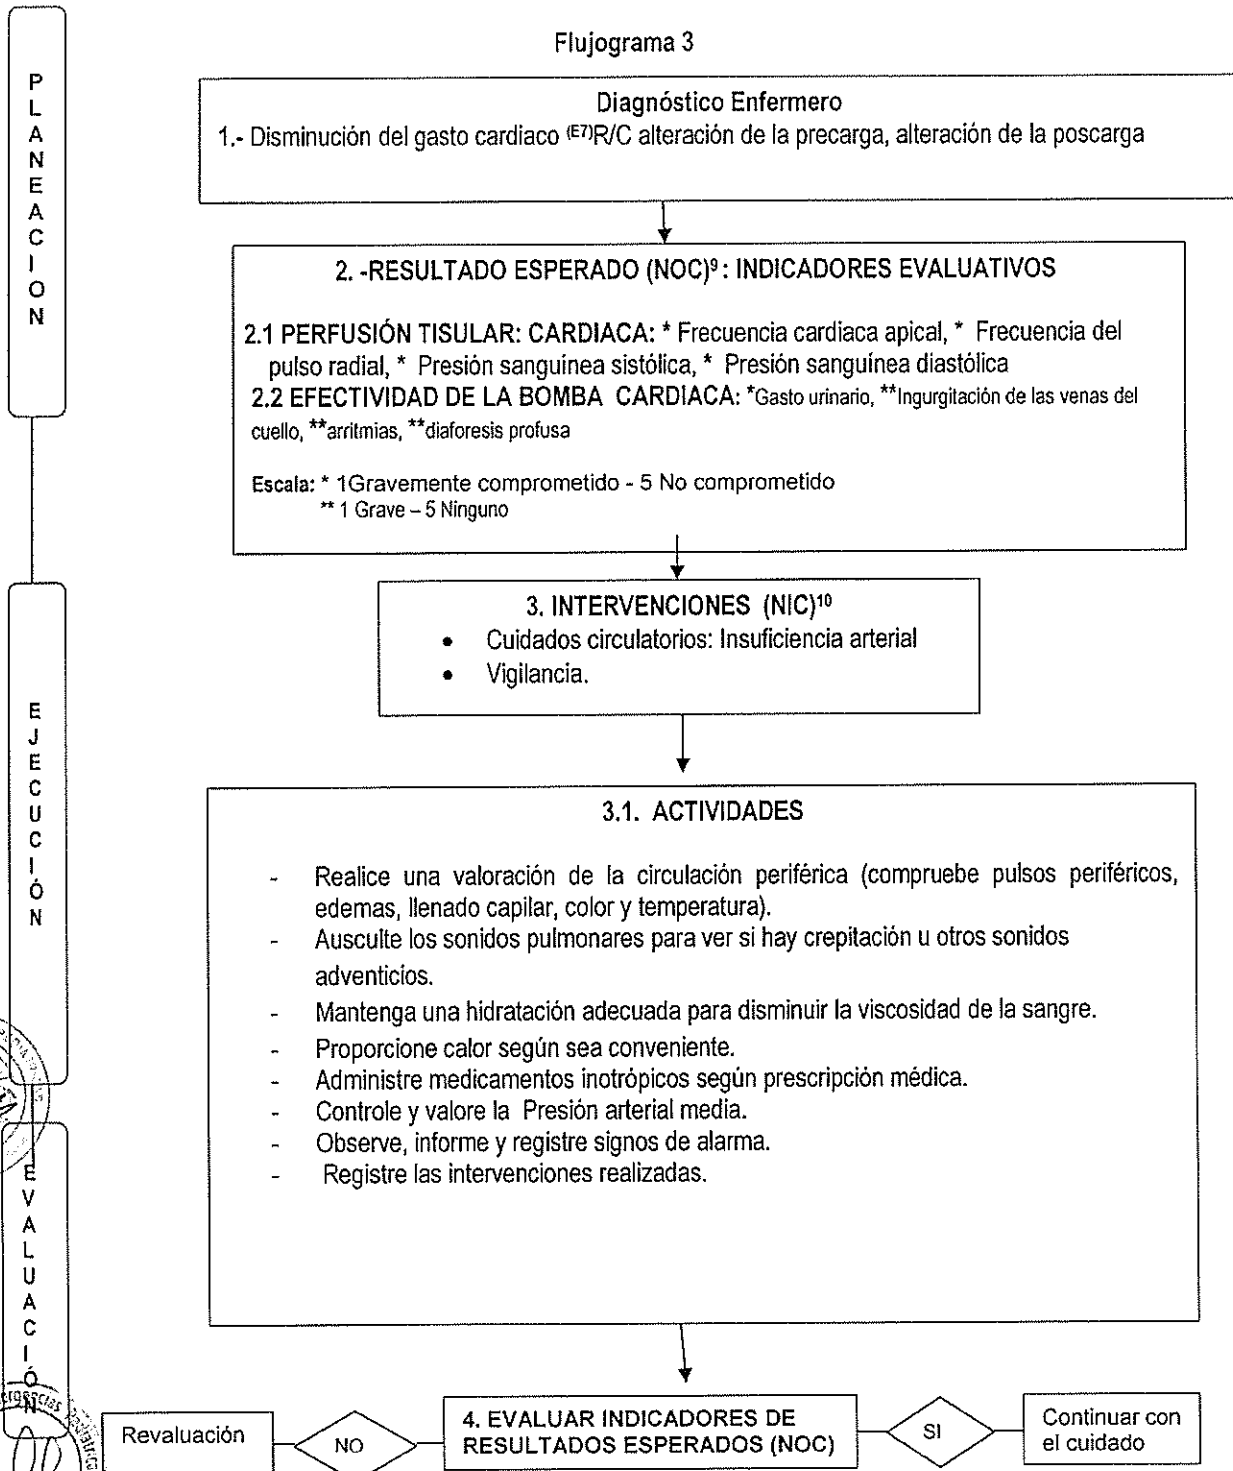 Flujograma 3
PLANEACION
Diagnóstico Enfermero
1.- Disminución del gasto cardiaco (E7)R/C alteración de la precarga, alteración de la poscarga
2. -RESULTADO ESPERADO (NOC)9: INDICADORES EVALUATIVOS
2.1 PERFUSIÓN TISULAR: CARDIACA: * Frecuencia cardiaca apical, * Frecuencia del
pulso radial, * Presión sanguínea sistólica, * Presión sanguínea diastólica
2.2 EFECTIVIDAD DE LA BOMBA CARDIACA: *Gasto urinario, **Ingurgitación de las venas del
cuello, **arritmias, **diaforesis profusa
Escala: * 1Gravemente comprometido - 5 No comprometido
** 1 Grave – 5 Ninguno
EJECUCIÓN
3. INTERVENCIONES (NIC)10
• Cuidados circulatorios: Insuficiencia arterial
• Vigilancia.
3.1. ACTIVIDADES
- Realice una valoración de la circulación periférica (compruebe pulsos periféricos,
edemas, llenado capilar, color y temperatura).
- Ausculte los sonidos pulmonares para ver si hay crepitación u otros sonidos
adventicios.
- Mantenga una hidratación adecuada para disminuir la viscosidad de la sangre.
- Proporcione calor según sea conveniente.
- Administre medicamentos inotrópicos según prescripción médica.
- Controle y valore la Presión arterial media.
- Observe, informe y registre signos de alarma.
- Registre las intervenciones realizadas.
EVALUACIÓN
Revaluación
NO
4. EVALUAR INDICADORES DE
RESULTADOS ESPERADOS (NOC)
SI
Continuar con
el cuidado